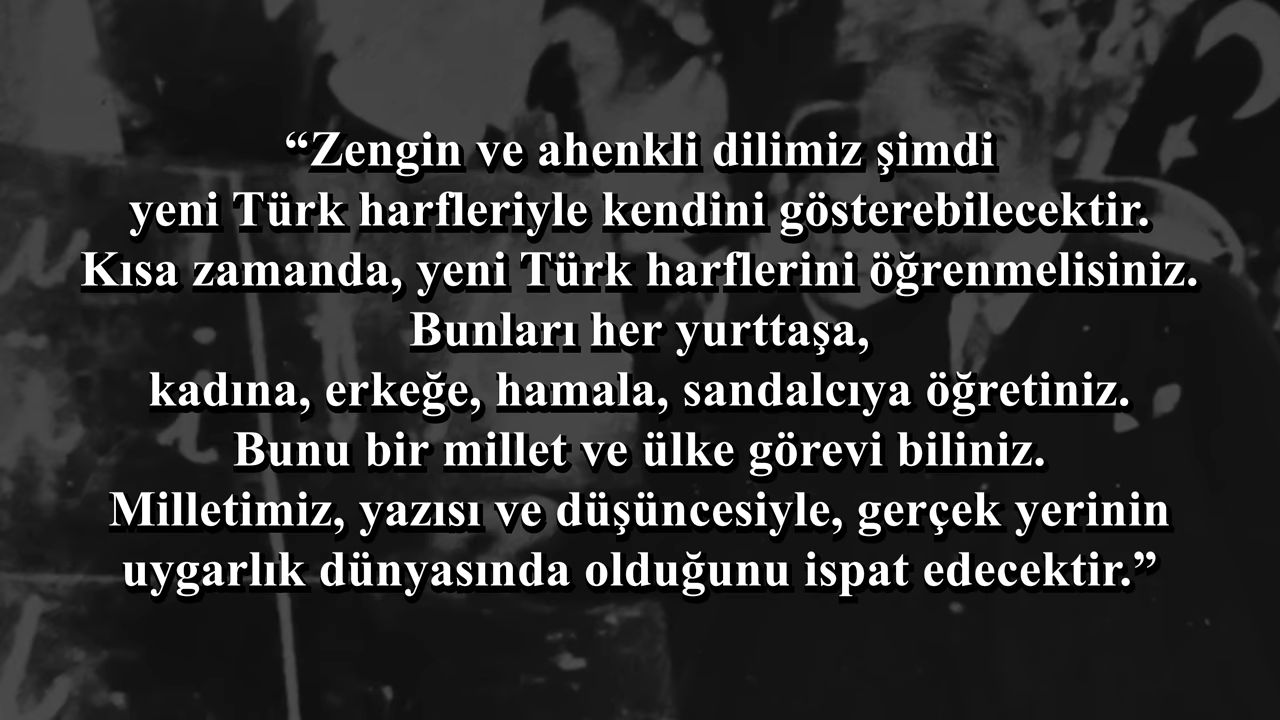 “Zengin ve ahenkli dilimiz şimdi
yeni Türk harfleriyle kendini gösterebilecektir.
Kısa zamanda, yeni Türk harflerini öğrenmelisiniz.
Bunları her yurttaşa,
kadına, erkeğe, hamala, sandalcıya öğretiniz.
Bunu bir millet ve ülke görevi biliniz.
Milletimiz, yazısı ve düşüncesiyle, gerçek yerinin
uygarlık dünyasında olduğunu ispat edecektir.”